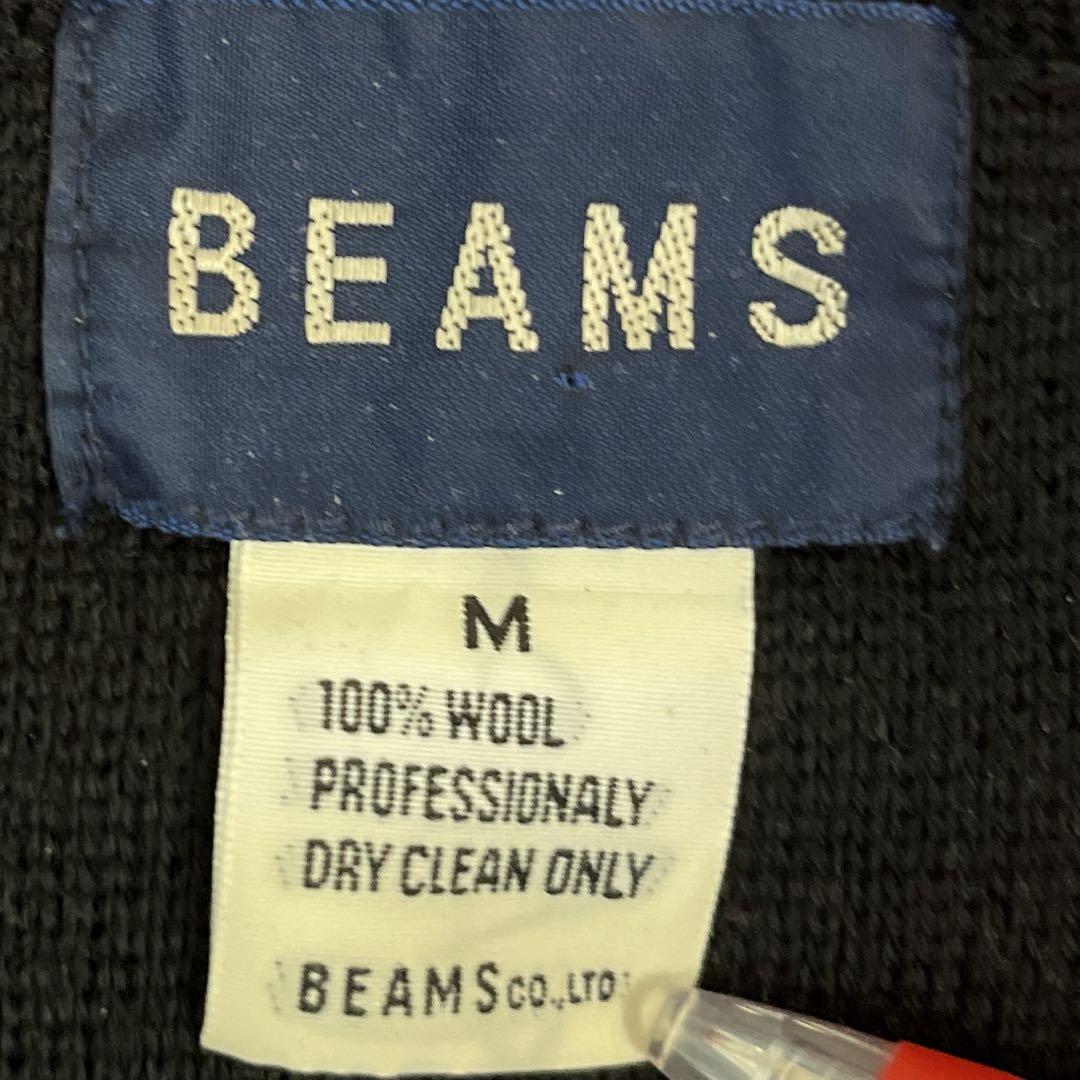 BEAMS
M
100% WOOL
PROFESSIONALY
DRY CLEAN ONLY
BEAMS CO.,LTD